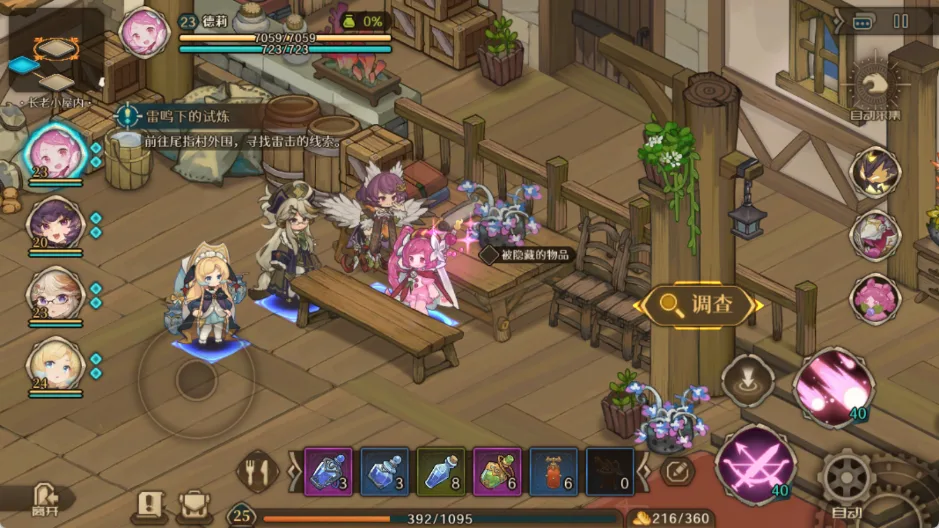 23 德莉
0%
7059/7059
723/723
长老小屋内
雷鸣下的试炼
前往尾指村外围，寻找雷击的线索。
自动采集
23
20
23
24
被隐藏的物品
调查
40
40
3
3
8
6
6
0
离开
25
392/1095
216/360
自动